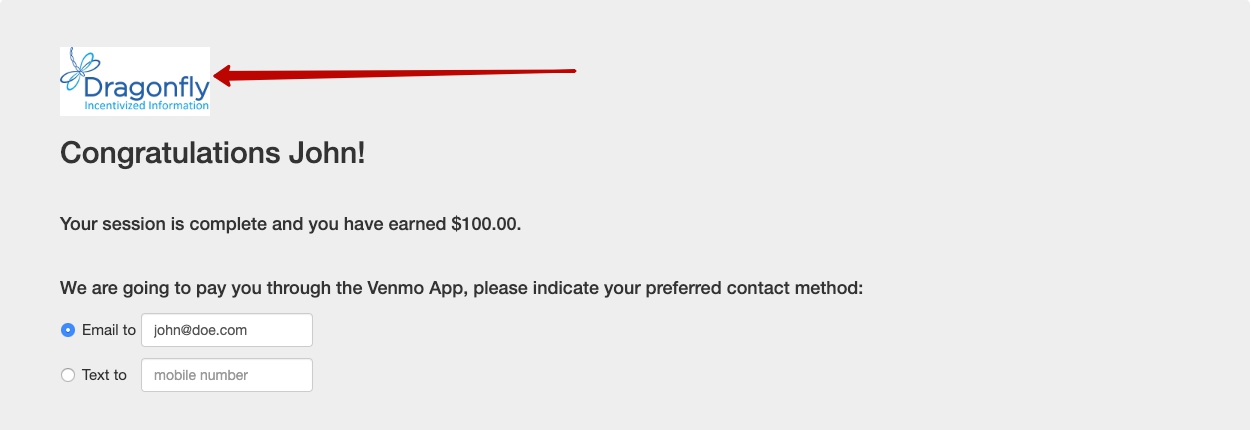 Dragonfly
Incentivized Information
Congratulations John!
Your session is complete and you have earned $100.00.
We are going to pay you through the Venmo App, please indicate your preferred contact method:
Email to john@doe.com
Text to mobile number